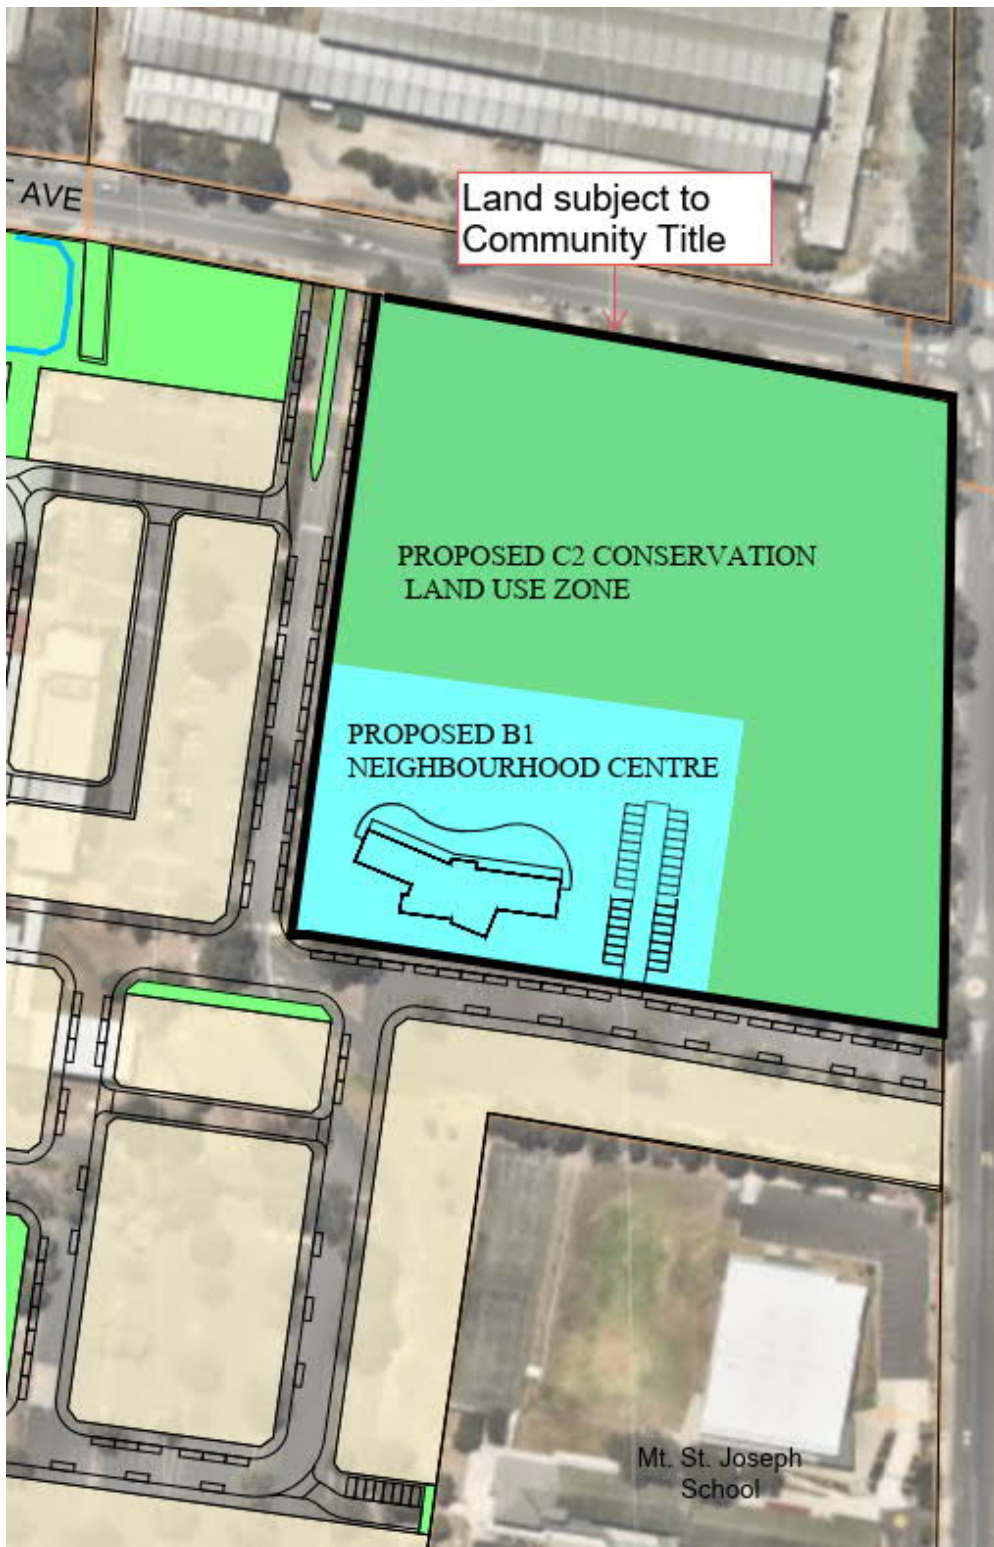 AVE
Land subject to
Community Title
PROPOSED C2 CONSERVATION
LAND USE ZONE
PROPOSED B1
NEIGHBOURHOOD CENTRE
Mt. St. Joseph
School